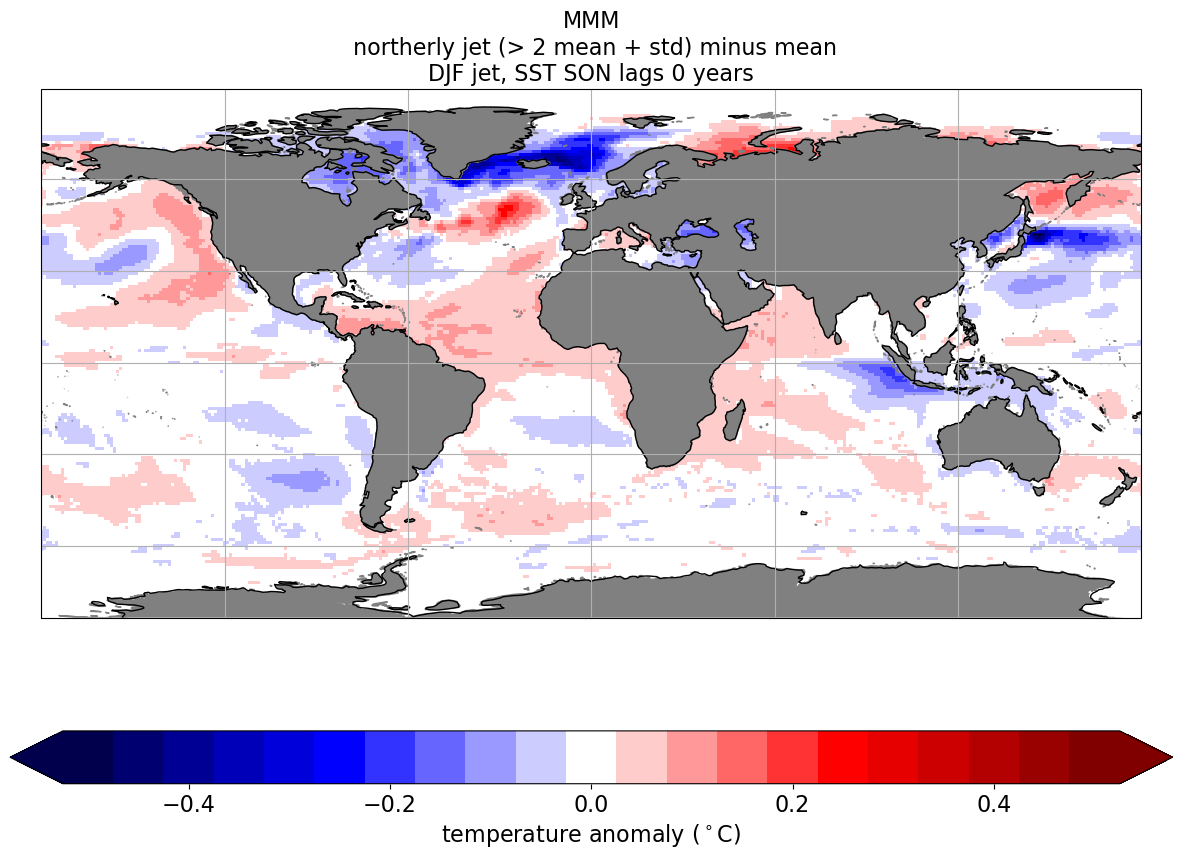 MMM
northerly jet (> 2 mean + std) minus mean
DJF jet, SST SON lags 0 years
−0.4 −0.2 0.0 0.2 0.4
temperature anomaly (°C)